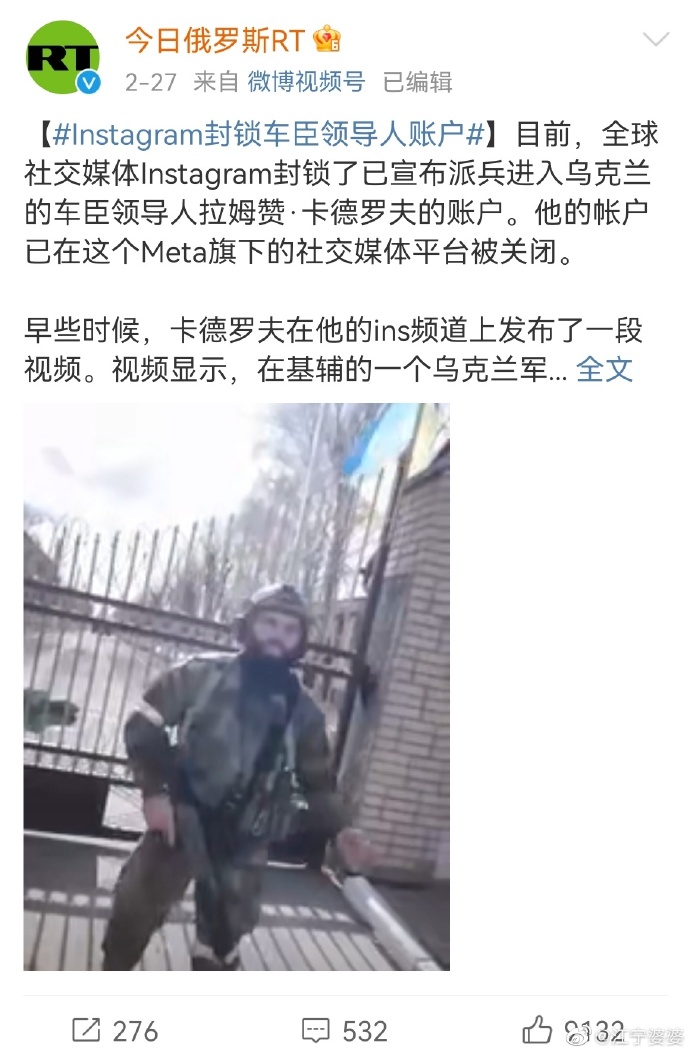 RT
今日俄罗斯RT
2-27 来自 微博视频号 已编辑
【#Instagram封锁车臣领导人账户#】目前，全球
社交媒体Instagram封锁了已宣布派兵进入乌克兰
的车臣领导人拉姆赞·卡德罗夫的账户。他的帐户
已在这个Meta旗下的社交媒体平台被关闭。
早些时候，卡德罗夫在他的ins频道上发布了一段
视频。视频显示，在基辅的一个乌克兰军... 全文
276
532
9132
@江宁婆婆